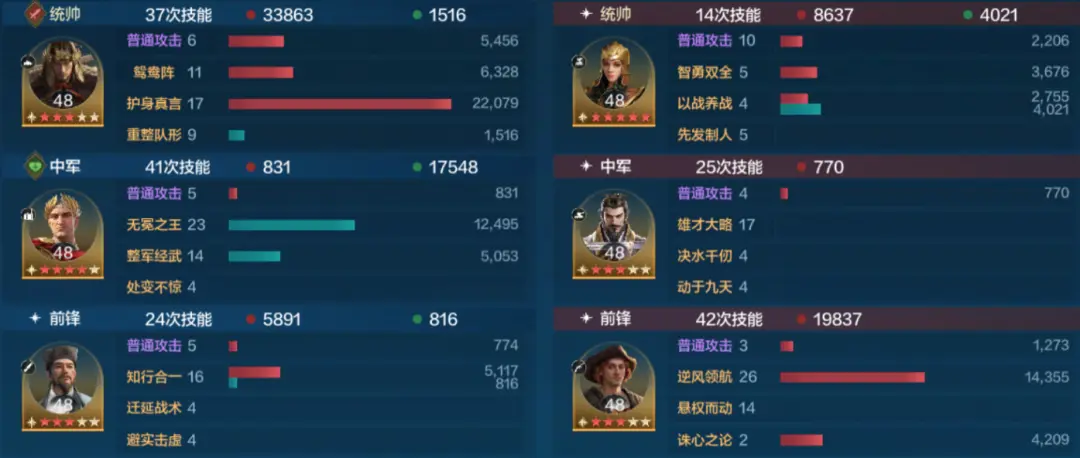 统帅 37次技能 33863 1516
普通攻击 6 5,456
鸳鸯阵 11 6,328
护身真言 17 22,079
重整队形 9 1,516
48
中军 41次技能 831 17548
普通攻击 5 831
无冕之王 23 12,495
整军经武 14 5,053
处变不惊 4
48
前锋 24次技能 5891 816
普通攻击 5 774
知行合一 16 5,117
816
迂延战术 4
避实击虚 4
48
统帅 14次技能 8637 4021
普通攻击 10 2,206
智勇双全 5 3,676
以战养战 4 2,755
4,021
先发制人 5
48
中军 25次技能 770
普通攻击 4 770
雄才大略 17
决水千仞 4
动于九天 4
48
前锋 42次技能 19837
普通攻击 3 1,273
逆风领航 26 14,355
悬权而动 14
诛心之论 2 4,209
48